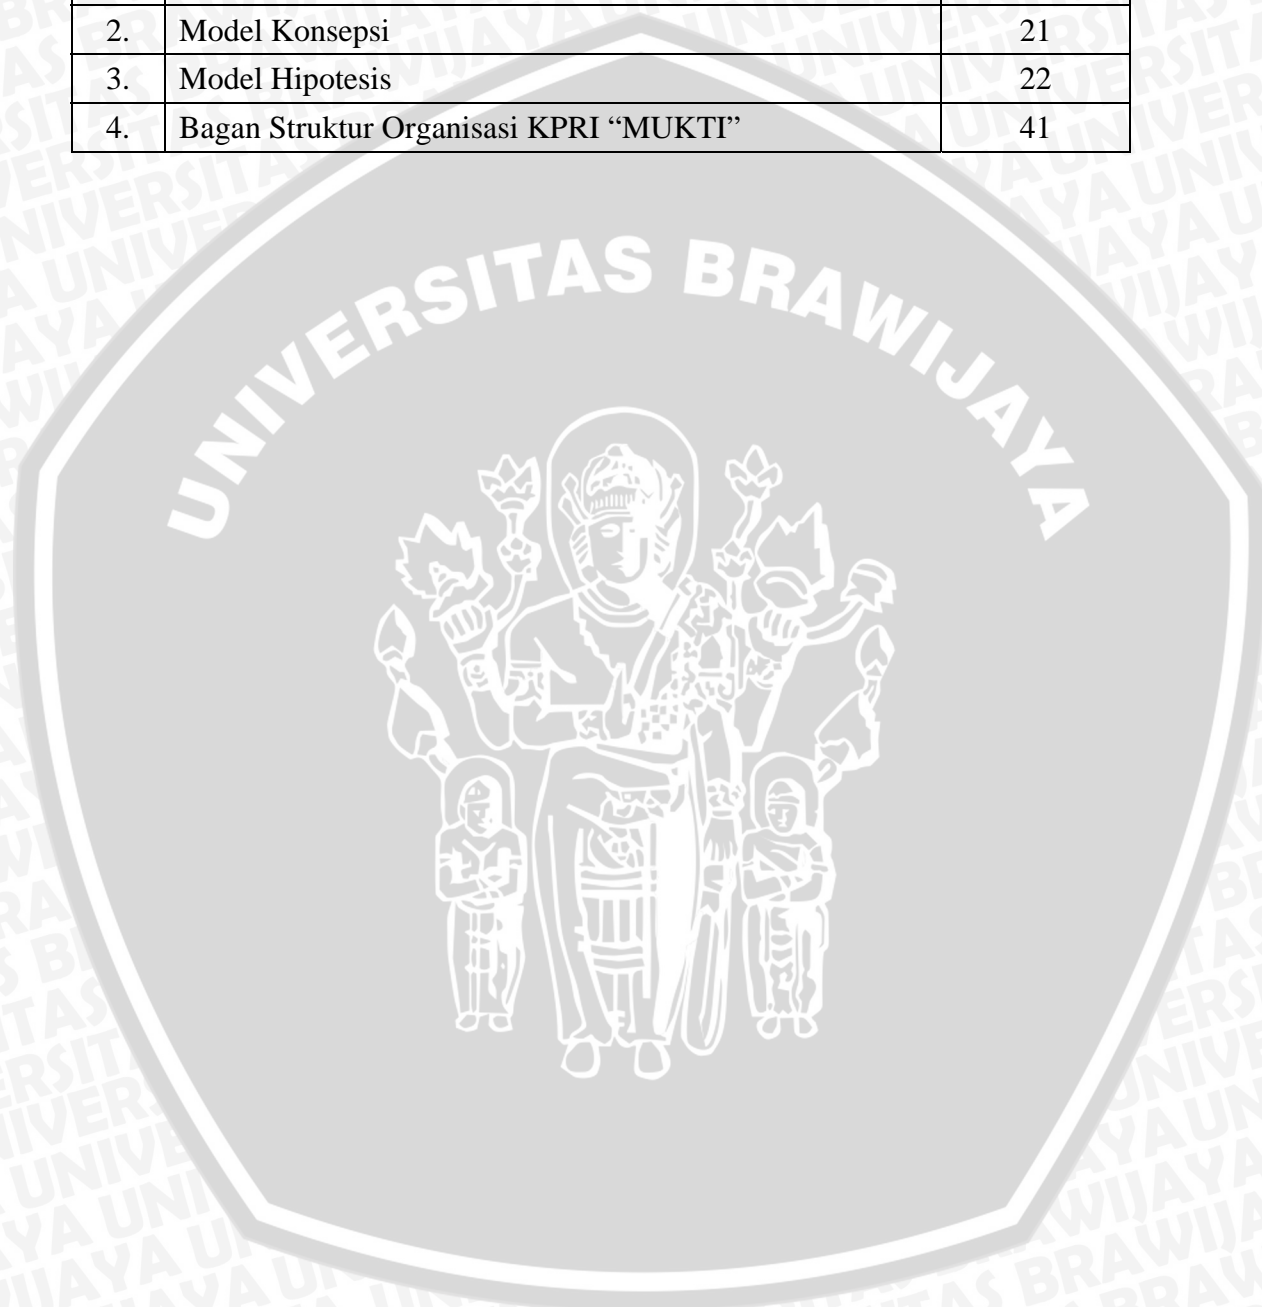 2. Model Konsepsi 21
3. Model Hipotesis 22
4. Bagan Struktur Organisasi KPRI “MUKTI” 41
UNIVERSITAS BRAWIJAYA